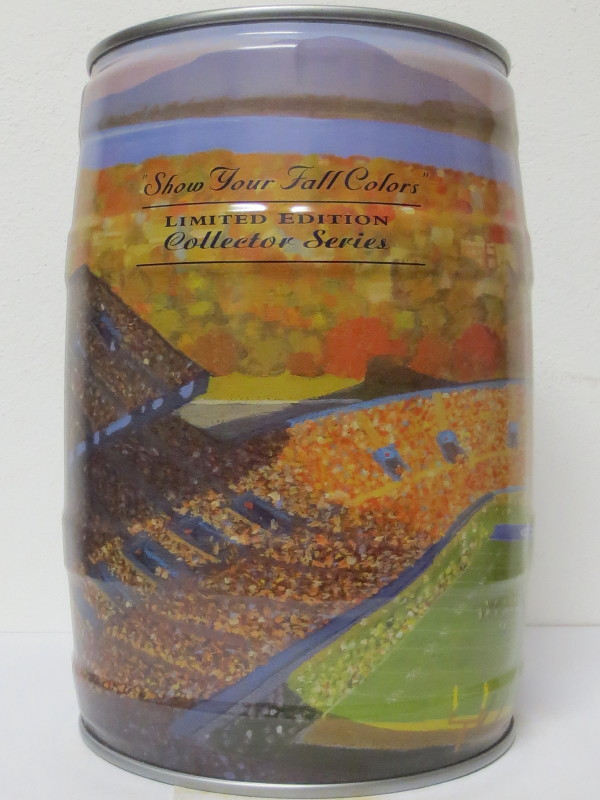 "Show Your Fall Colors"
LIMITED EDITION
Collector Series